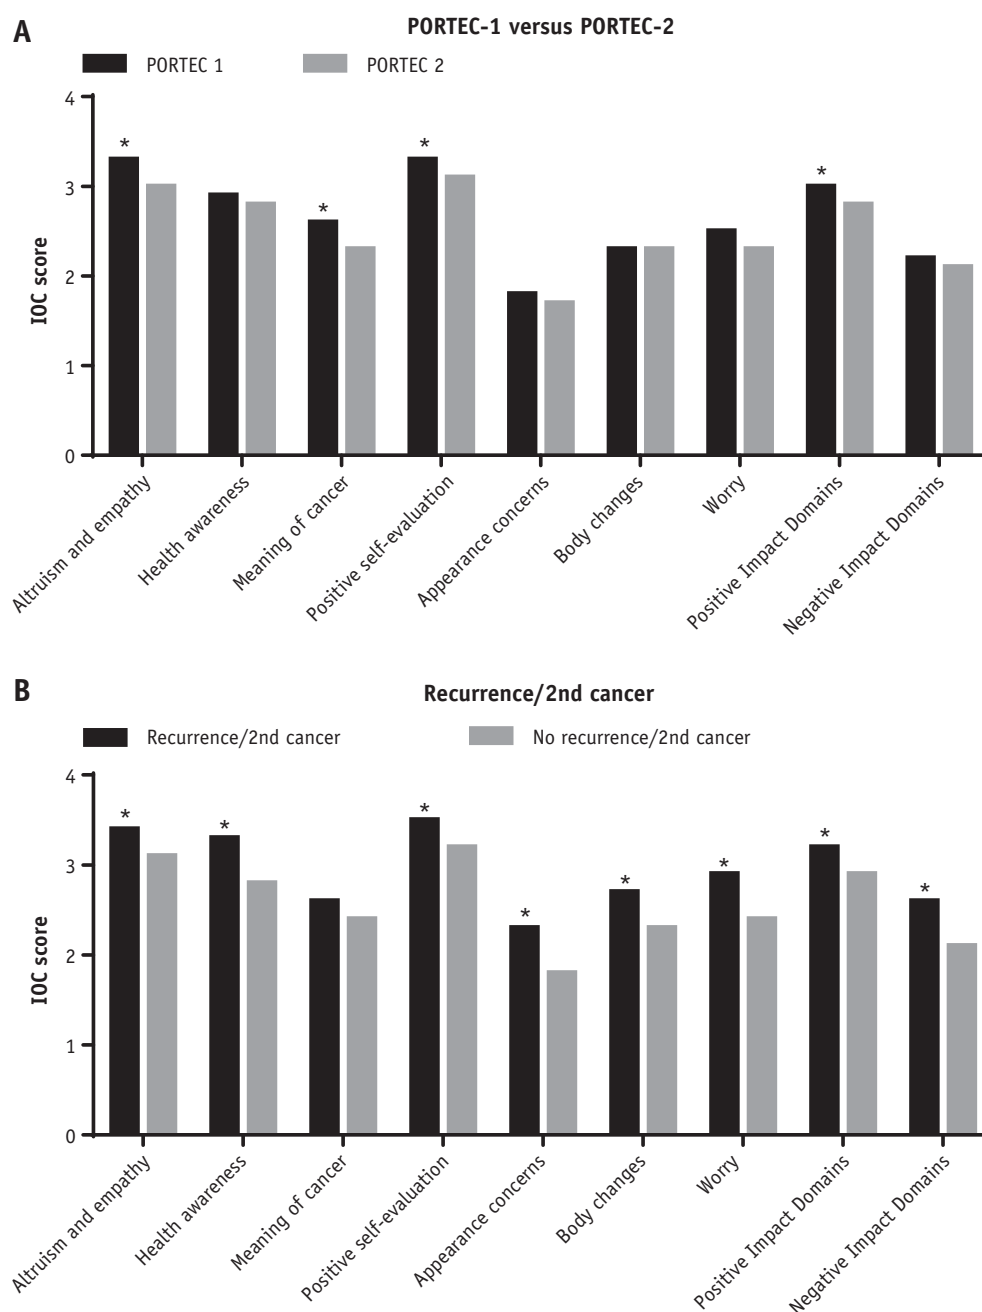 A
PORTEC-1 versus PORTEC-2
PORTEC 1
PORTEC 2
4
3
2
1
0
IOC score
*
*
*
*
Altruism and empathy
Health awareness
Meaning of cancer
Positive self-evaluation
Appearance concerns
Body changes
Worry
Positive Impact Domains
Negative Impact Domains
B
Recurrence/2nd cancer
Recurrence/2nd cancer
No recurrence/2nd cancer
4
3
2
1
0
IOC score
*
*
*
*
*
*
*
*
Altruism and empathy
Health awareness
Meaning of cancer
Positive self-evaluation
Appearance concerns
Body changes
Worry
Positive Impact Domains
Negative Impact Domains